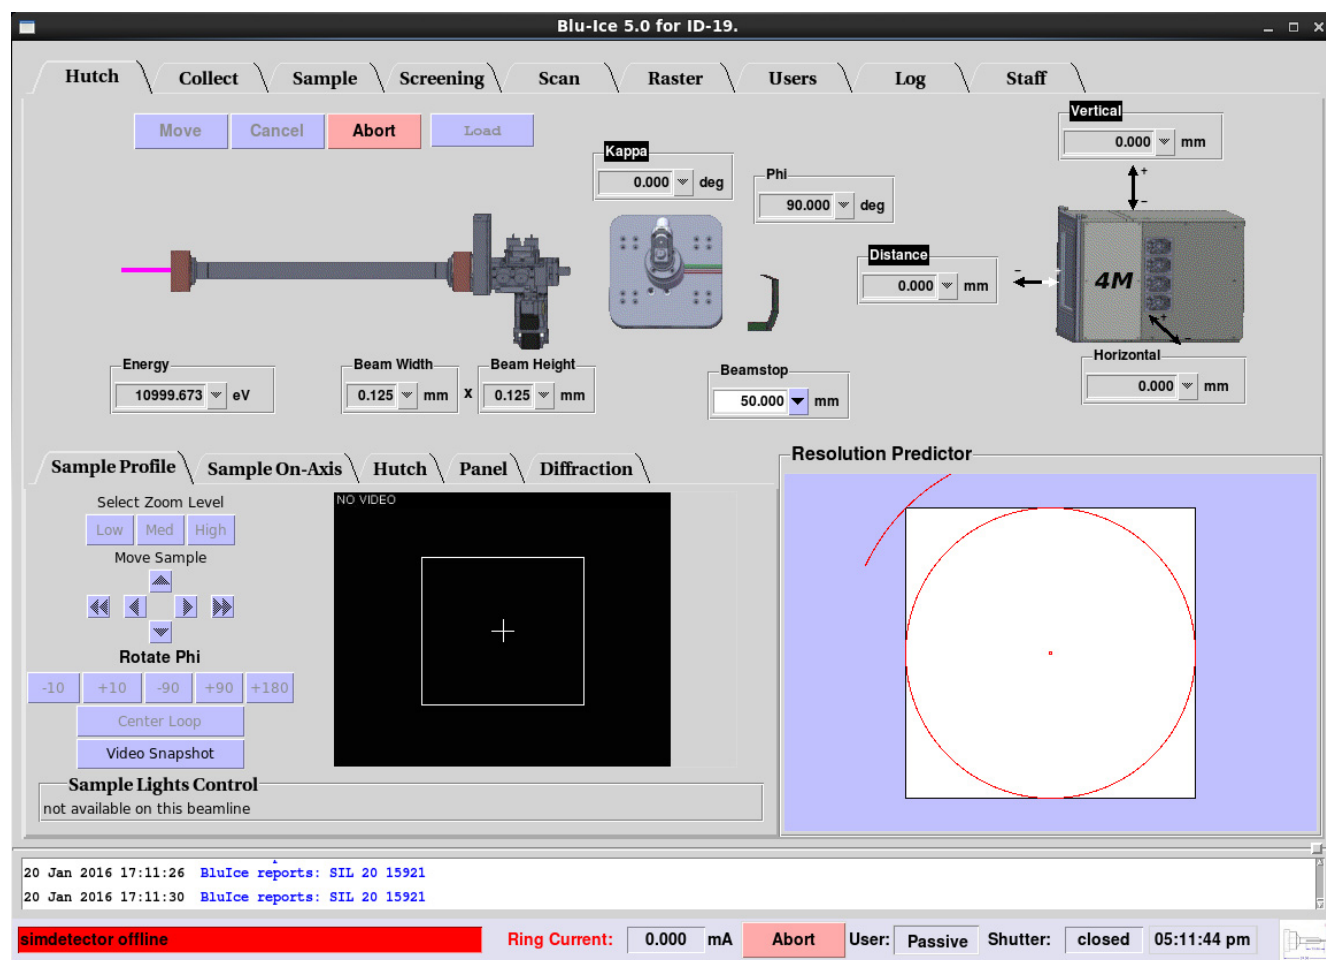 Blu-Ice 5.0 for ID-19.
Hutch Collect Sample Screening Scan Raster Users Log Staff
Move Cancel Abort Load
Vertical
0.000 mm
Kappa
0.000 deg
Phi
90.000 deg
+
-
Distance
0.000 mm
- +
4M
+
-
Energy
10999.673 eV
Beam Width
0.125 mm
x
Beam Height
0.125 mm
Beamstop
50.000 mm
Horizontal
0.000 mm
Sample Profile Sample On-Axis Hutch Panel Diffraction
Select Zoom Level
Low Med High
Move Sample
Rotate Phi
-10 +10 -90 +90 +180
Center Loop
Video Snapshot
NO VIDEO
Sample Lights Control
not available on this beamline
Resolution Predictor
20 Jan 2016 17:11:26 BluIce reports: SIL 20 15921
20 Jan 2016 17:11:30 BluIce reports: SIL 20 15921
simdetector offline
Ring Current: 0.000 mA Abort User: Passive Shutter: closed 05:11:44 pm